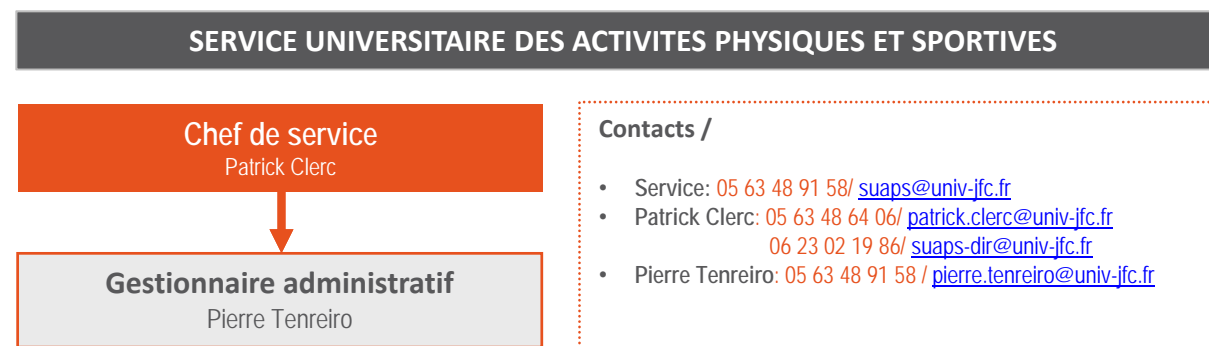 SERVICE UNIVERSITAIRE DES ACTIVITES PHYSIQUES ET SPORTIVES
Chef de service
Patrick Clerc
Gestionnaire administratif
Pierre Tenreiro
Contacts /
• Service: 05 63 48 91 58/ suaps@univ-jfc.fr
• Patrick Clerc: 05 63 48 64 06/ patrick.clerc@univ-jfc.fr
06 23 02 19 86/ suaps-dir@univ-jfc.fr
• Pierre Tenreiro: 05 63 48 91 58 / pierre.tenreiro@univ-jfc.fr